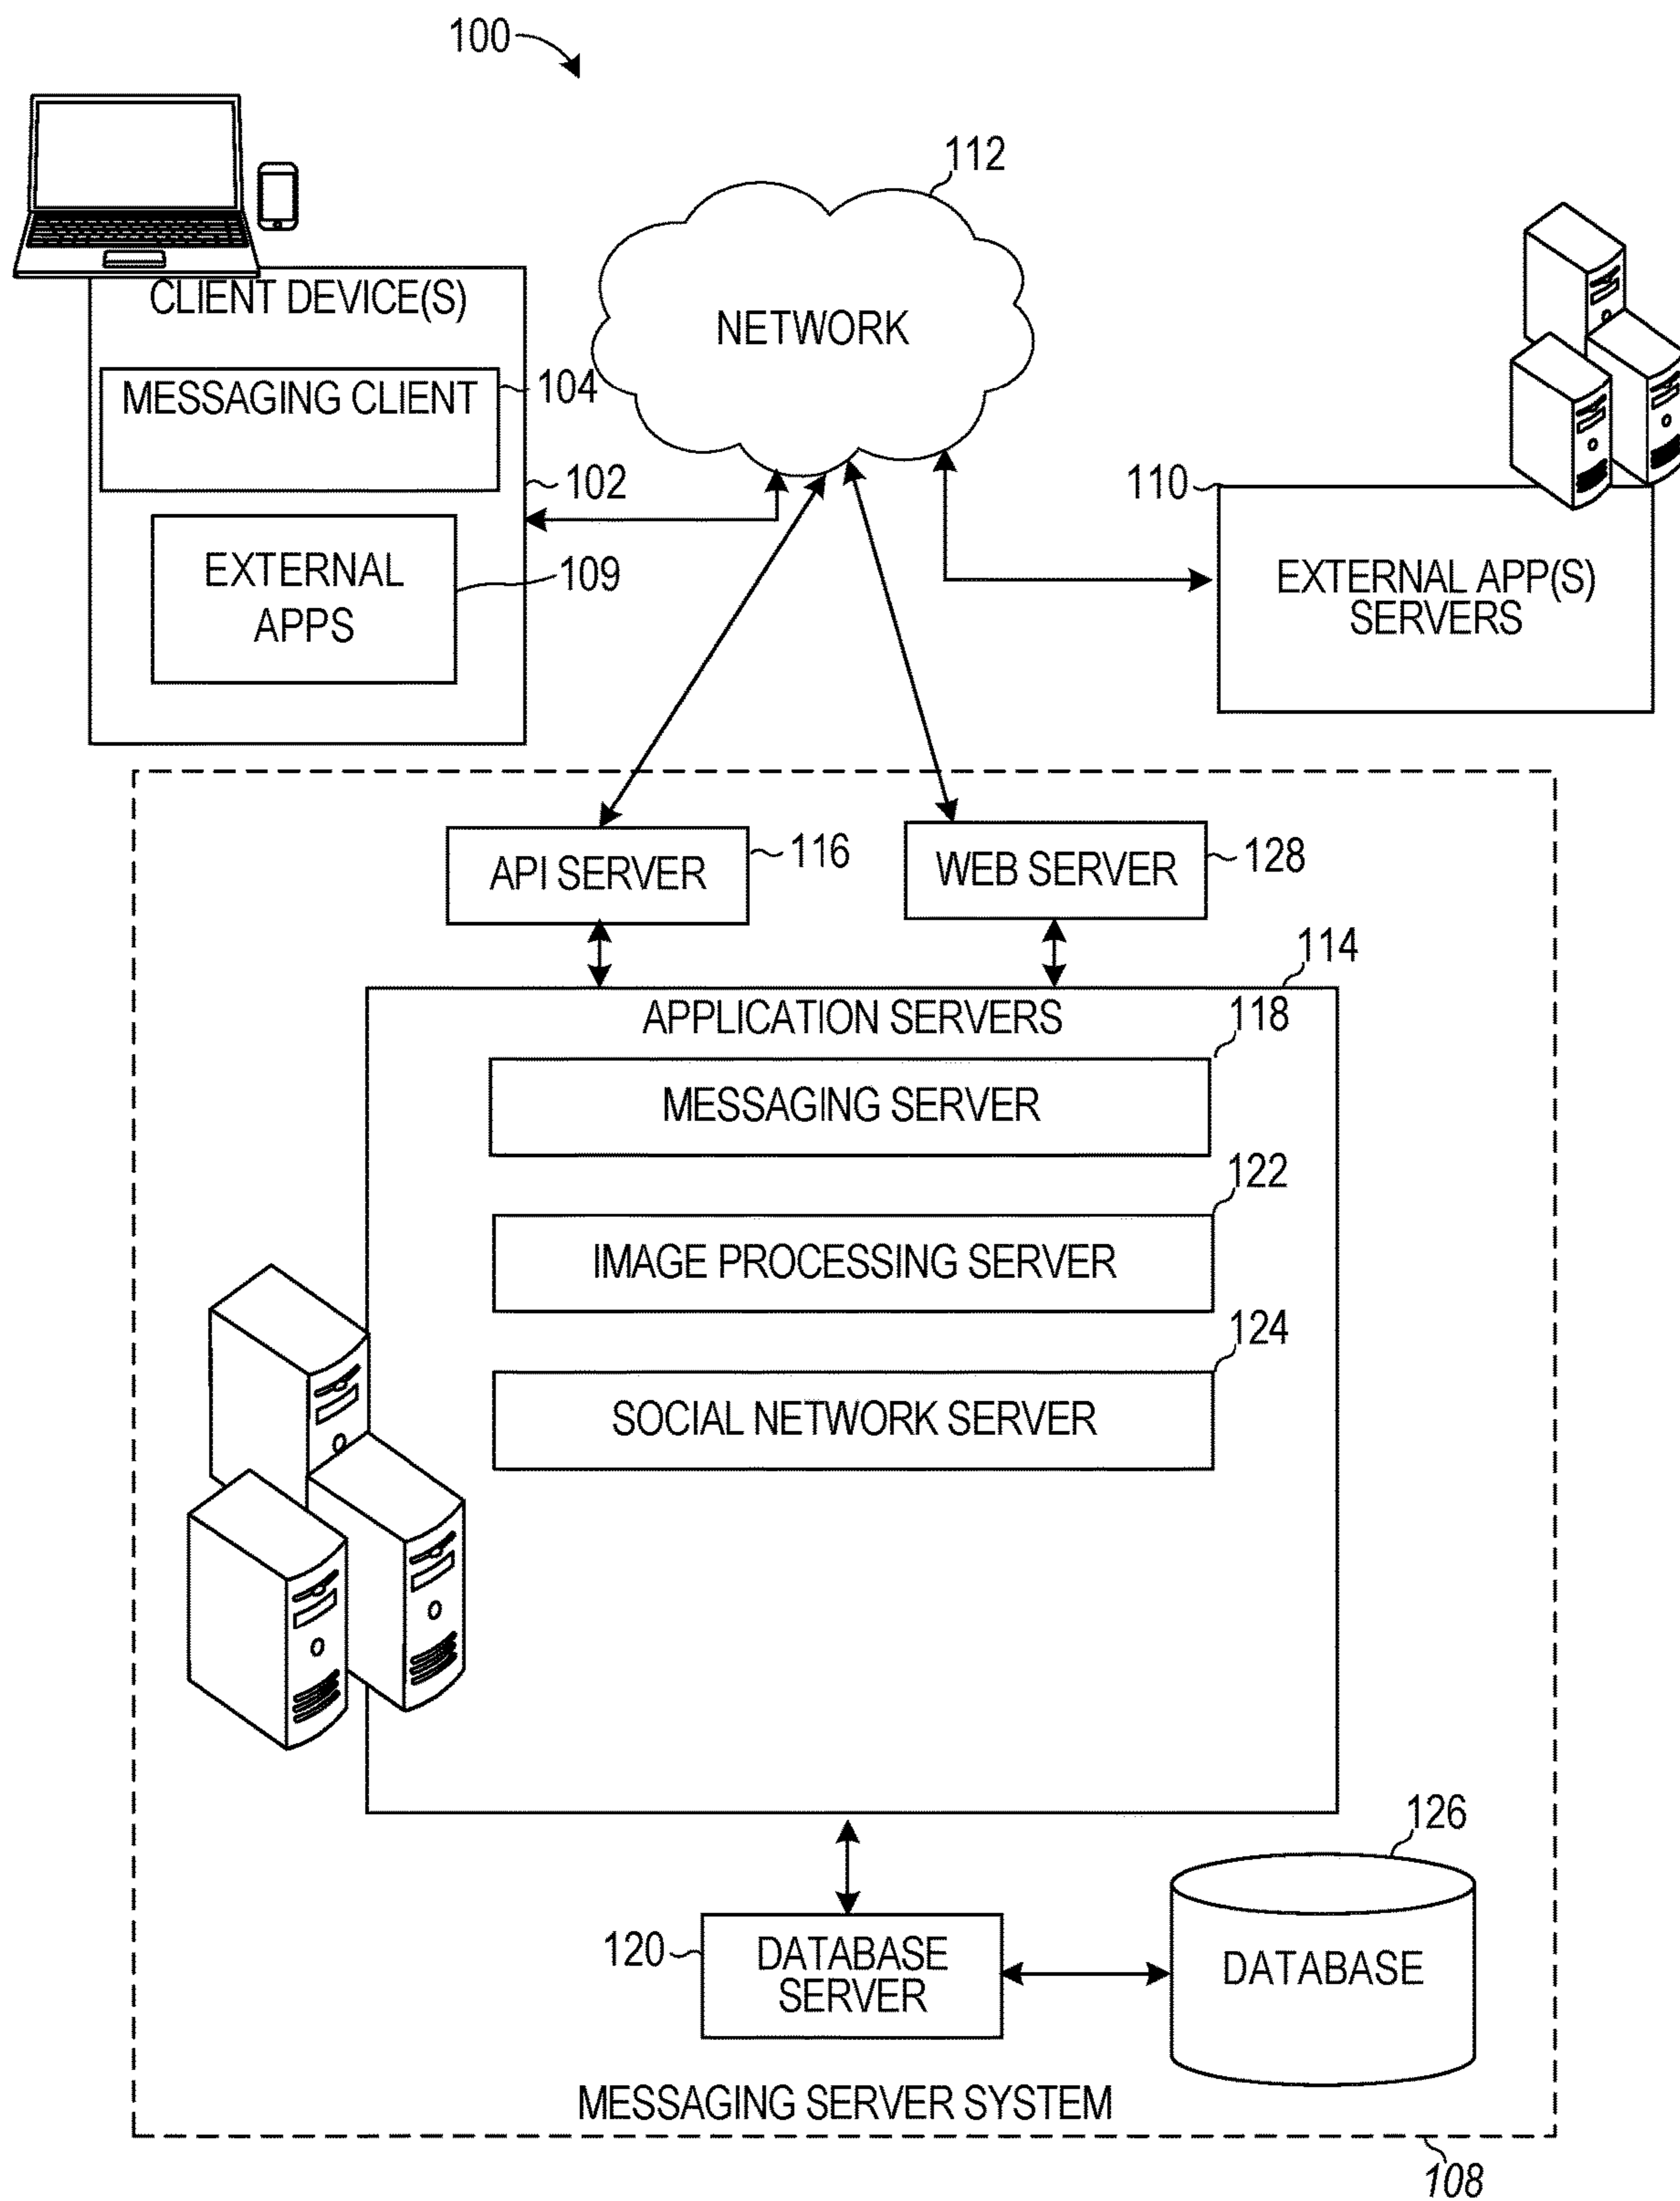 100
112
CLIENT DEVICE(S)
NETWORK
MESSAGING CLIENT
104
102
110
EXTERNAL
APPS
109
EXTERNAL APP(S)
SERVERS
API SERVER
116
WEB SERVER
128
114
APPLICATION SERVERS
118
MESSAGING SERVER
122
IMAGE PROCESSING SERVER
124
SOCIAL NETWORK SERVER
126
120
DATABASE
SERVER
DATABASE
MESSAGING SERVER SYSTEM
108